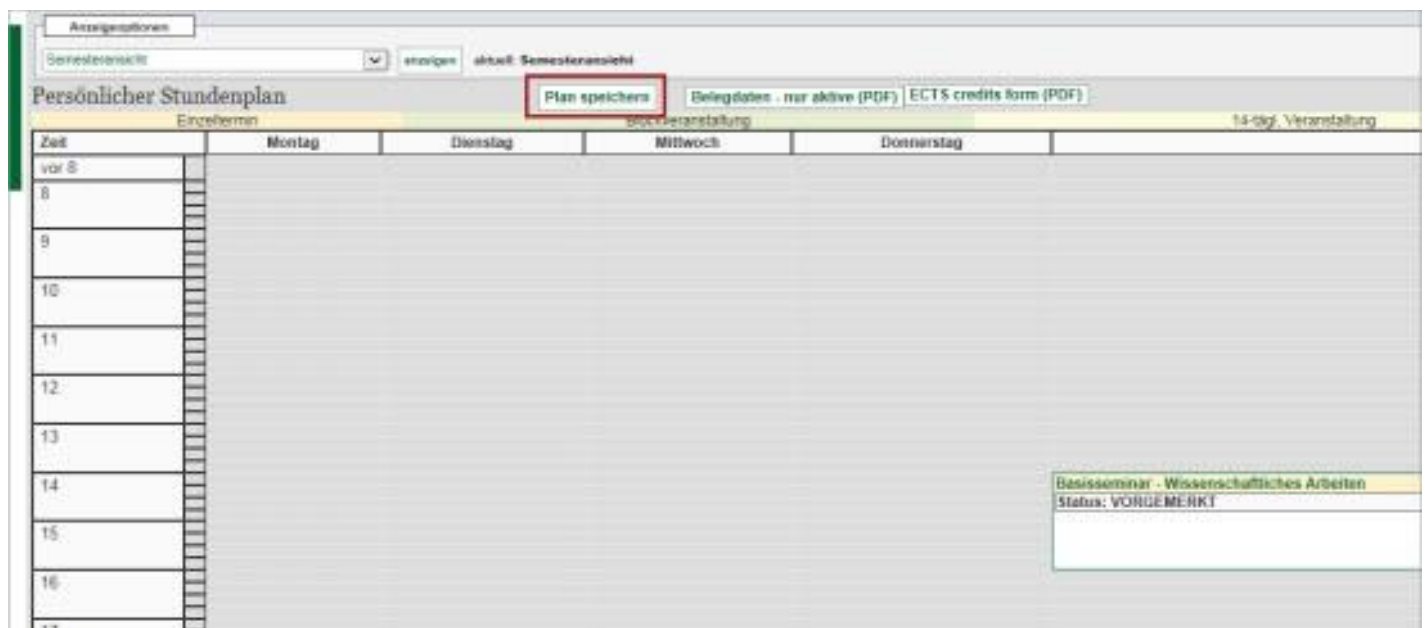 Anzeigeoptionen
Semesteransicht anzeigen aktuell: Semesteransicht
Persönlicher Stundenplan Plan speichern Belegdaten - nur aktive (PDF) ECTS credits form (PDF)
Einzeltermin Blockveranstaltung 14-tägl. Veranstaltung
Zeit Montag Dienstag Mittwoch Donnerstag
vor 8
8
9
10
11
12
13
14 Basisseminar - Wissenschaftliches Arbeiten
Status: VORGEMERKT
15
16